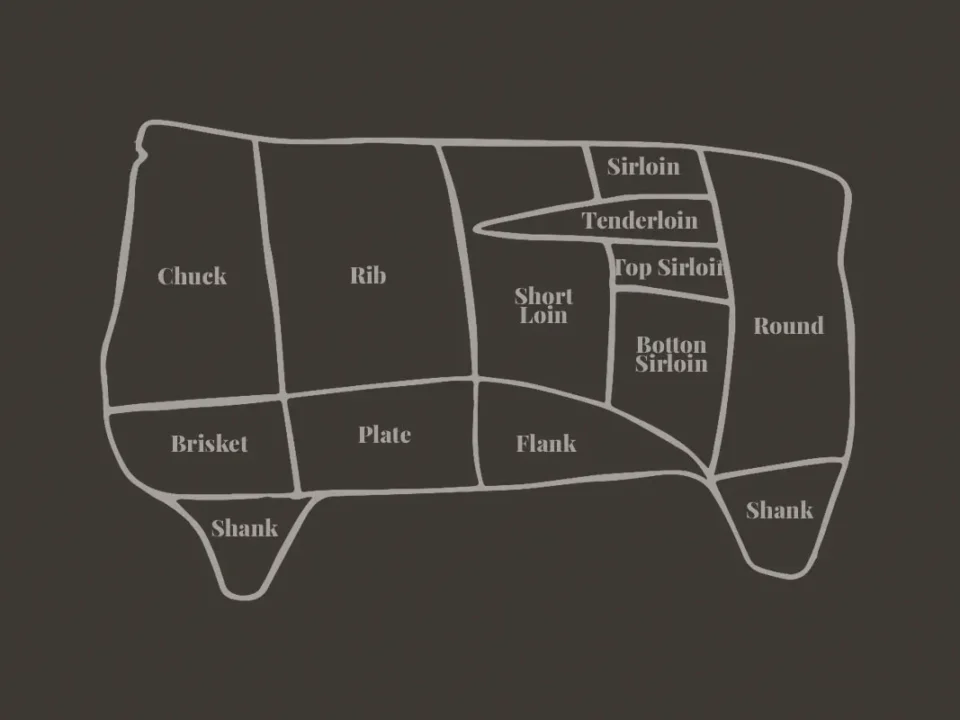 Sirloin
Tenderloin
Top Sirloin
Chuck
Rib
Short
Loin
Round
Botton
Sirloin
Brisket
Plate
Flank
Shank
Shank